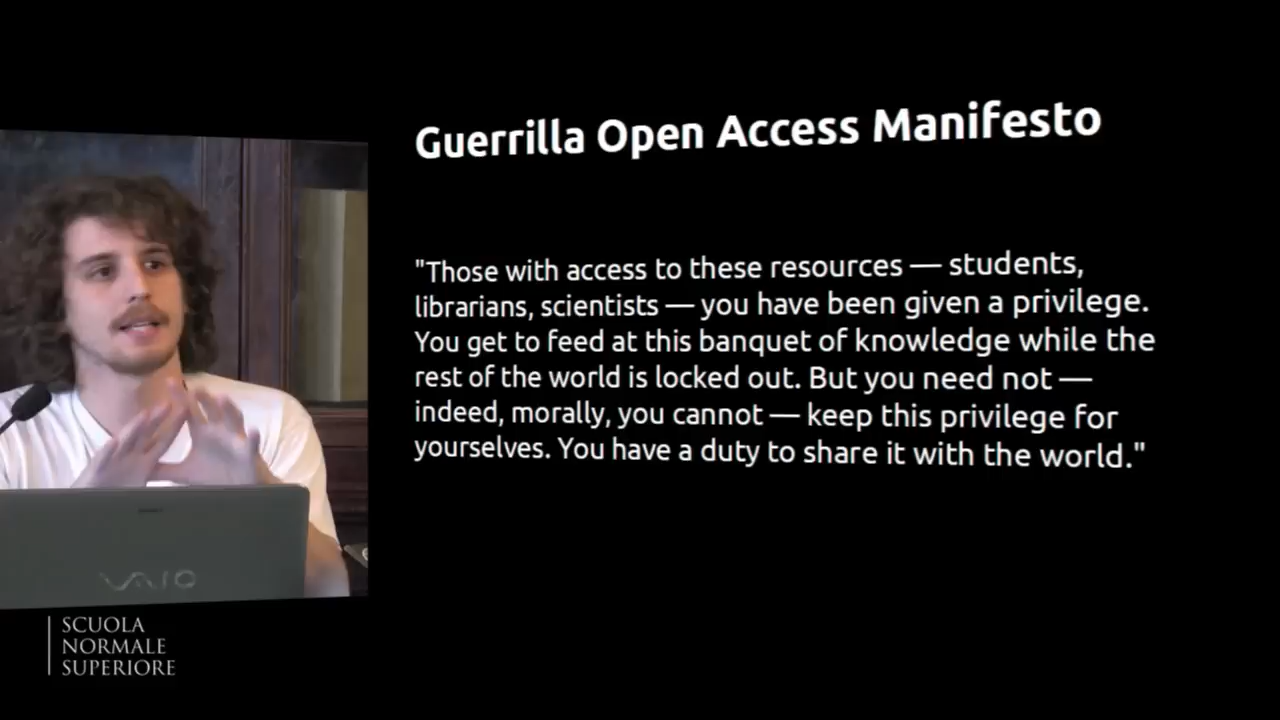 Guerrilla Open Access Manifesto
"Those with access to these resources — students,
librarians, scientists — you have been given a privilege.
You get to feed at this banquet of knowledge while the
rest of the world is locked out. But you need not —
indeed, morally, you cannot — keep this privilege for
yourselves. You have a duty to share it with the world."
VAIO
SCUOLA
NORMALE
SUPERIORE